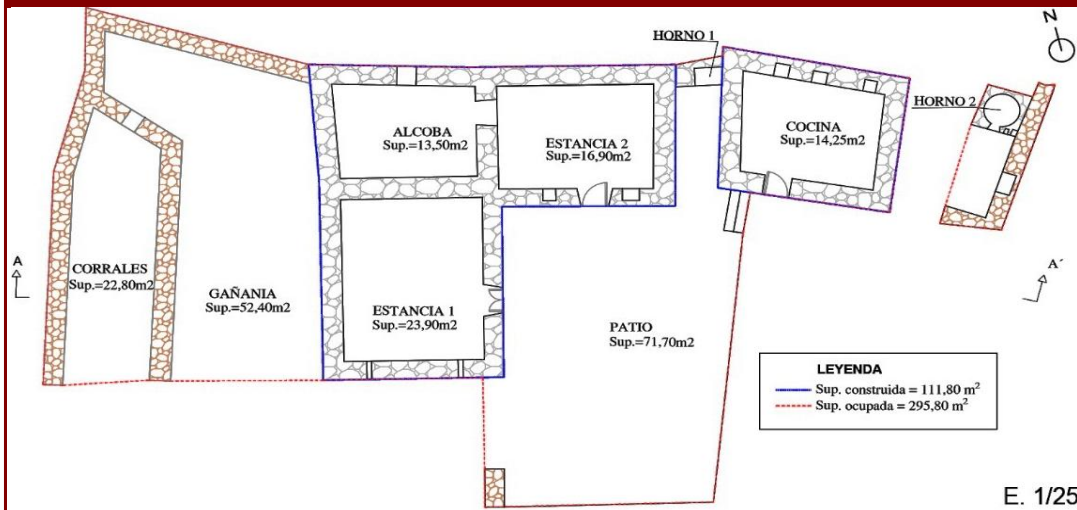 HORNO 1
N
HORNO 2
ALCOBA
Sup.=13,50m2
ESTANCIA 2
Sup.=16,90m2
COCINA
Sup.=14,25m2
A
CORRALES
Sup.=22,80m2
GAÑANIA
Sup.=52,40m2
ESTANCIA 1
Sup.=23,90m2
PATIO
Sup.=71,70m2
A´
LEYENDA
Sup. construida = 111,80 m²
Sup. ocupada = 295,80 m²
E. 1/25